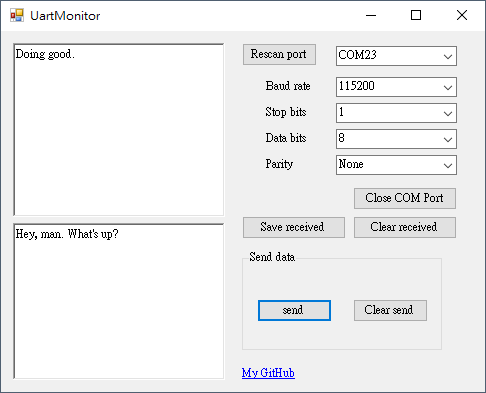 UartMonitor
Doing good.
Hey, man. What's up?
Rescan port
COM23
Baud rate
115200
Stop bits
1
Data bits
8
Parity
None
Close COM Port
Save received
Clear received
Send data
send
Clear send
My GitHub